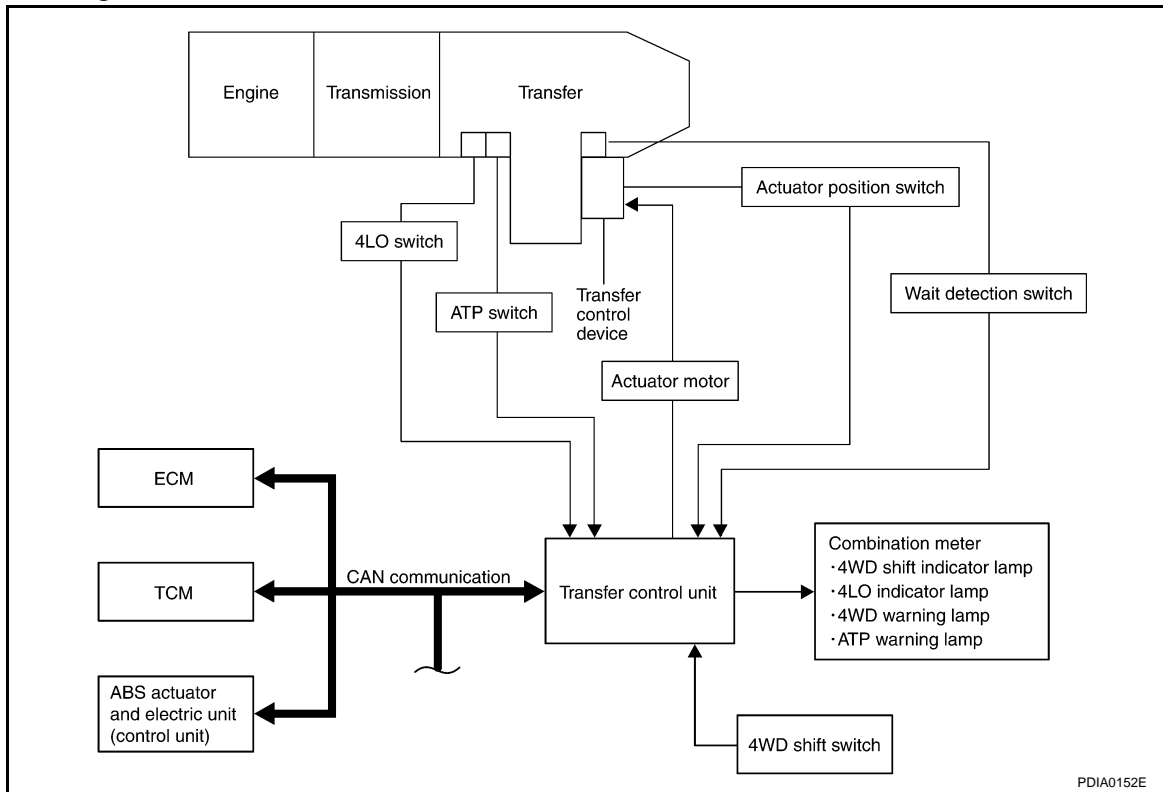 Engine
Transmission
Transfer
Actuator position switch
4LO switch
Wait detection switch
ATP switch
Transfer
control
device
Actuator motor
ECM
Combination meter
·4WD shift indicator lamp
·4LO indicator lamp
·4WD warning lamp
·ATP warning lamp
CAN communication
TCM
Transfer control unit
ABS actuator
and electric unit
(control unit)
4WD shift switch
PDIA0152E